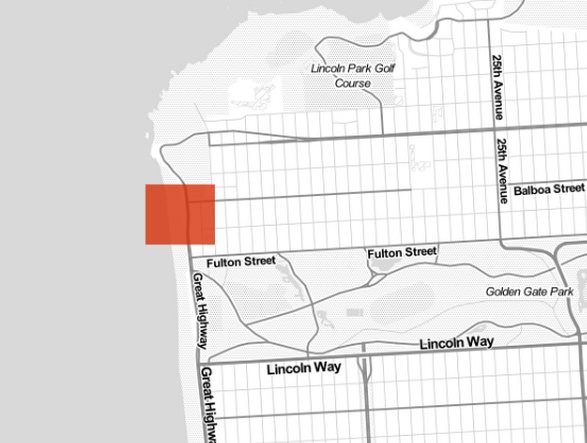 Lincoln Park Golf
Course
25th Avenue
25th Avenue
Balboa Street
Fulton Street
Fulton Street
Great Highway
Golden Gate Park
Lincoln Way
Lincoln Way
Great Highw